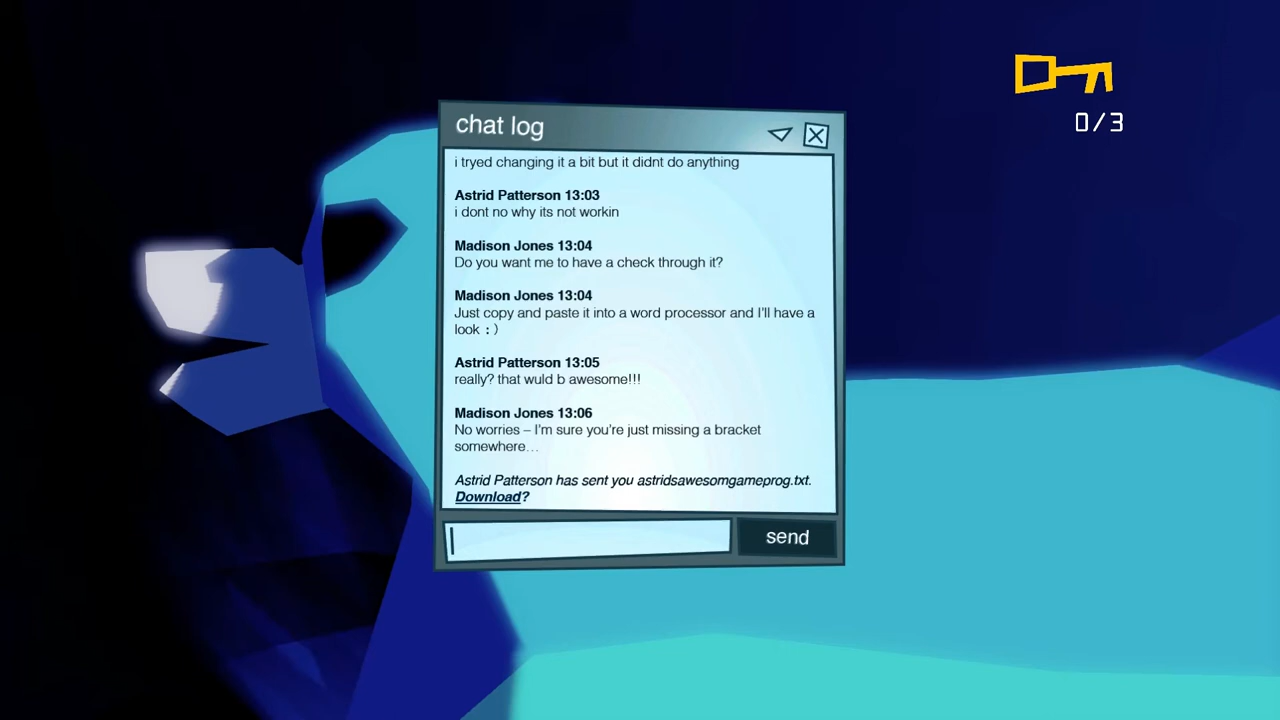 0/3
chat log
i tryed changing it a bit but it didnt do anything
Astrid Patterson 13:03
i dont no why its not workin
Madison Jones 13:04
Do you want me to have a check through it?
Madison Jones 13:04
Just copy and paste it into a word processor and I'll have a
look : )
Astrid Patterson 13:05
really? that wuld b awesome!!!
Madison Jones 13:06
No worries – I'm sure you're just missing a bracket
somewhere...
Astrid Patterson has sent you astridsawesomgameprog.txt.
Download?
send